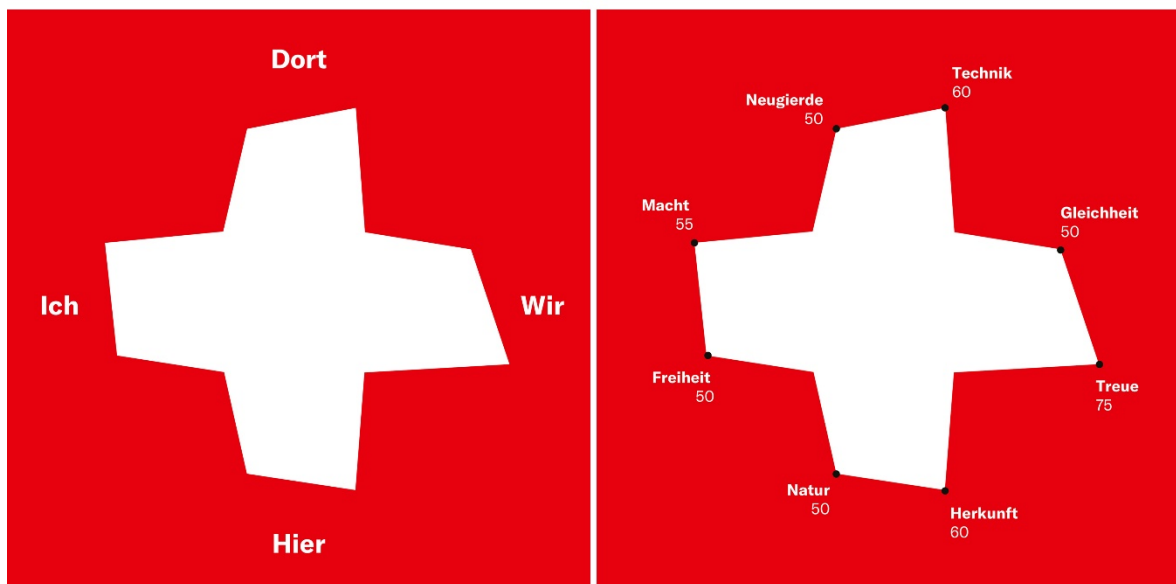 Dort
Ich
Wir
Hier
Technik
60
Neugierde
50
Macht
55
Gleichheit
50
Freiheit
50
Treue
75
Natur
50
Herkunft
60